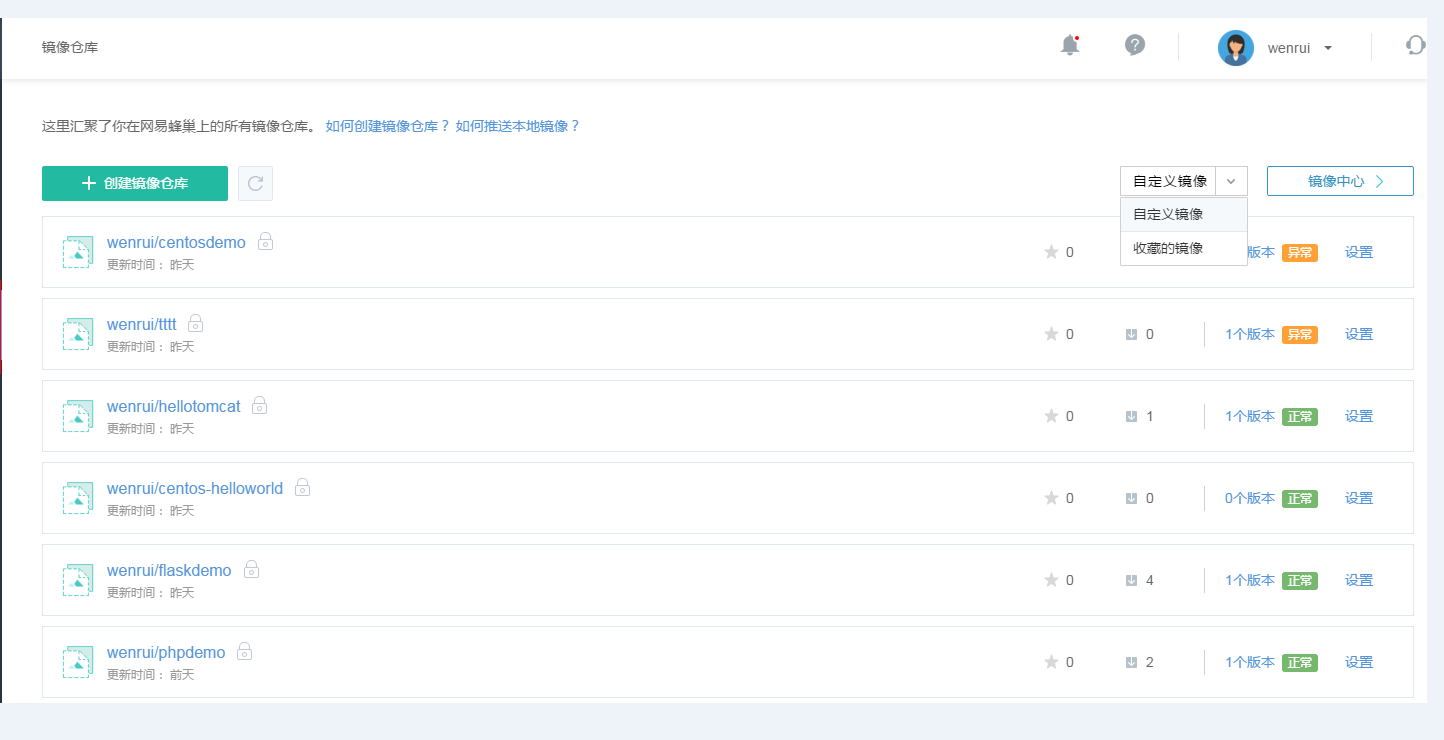 镜像仓库
wenrui
这里汇聚了你在网易蜂巢上的所有镜像仓库。 如何创建镜像仓库? 如何推送本地镜像?
创建镜像仓库
自定义镜像
镜像中心
自定义镜像
收藏的镜像
wenrui/centosdemo
更新时间: 昨天
0
版本 异常 设置
wenrui/tttt
更新时间: 昨天
0 0 1个版本 异常 设置
wenrui/hellotomcat
更新时间: 昨天
0 1 1个版本 正常 设置
wenrui/centos-helloworld
更新时间: 昨天
0 0 0个版本 正常 设置
wenrui/flaskdemo
更新时间: 昨天
0 4 1个版本 正常 设置
wenrui/phpdemo
更新时间: 前天
0 2 1个版本 正常 设置